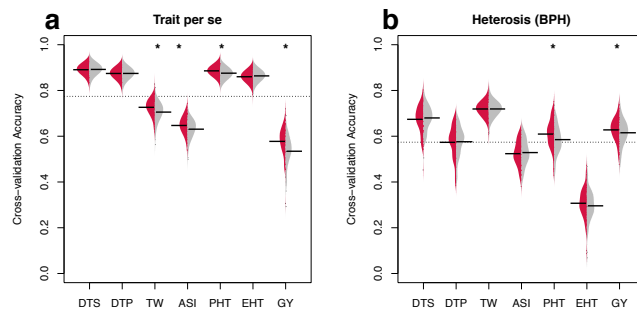 a
Trait per se
Cross−validation Accuracy
0.0 0.2 0.4 0.6 0.8 1.0
* * * *
DTS DTP TW ASI PHT EHT GY
b
Heterosis (BPH)
Cross−validation Accuracy
0.0 0.2 0.4 0.6 0.8 1.0
* *
DTS DTP TW ASI PHT EHT GY